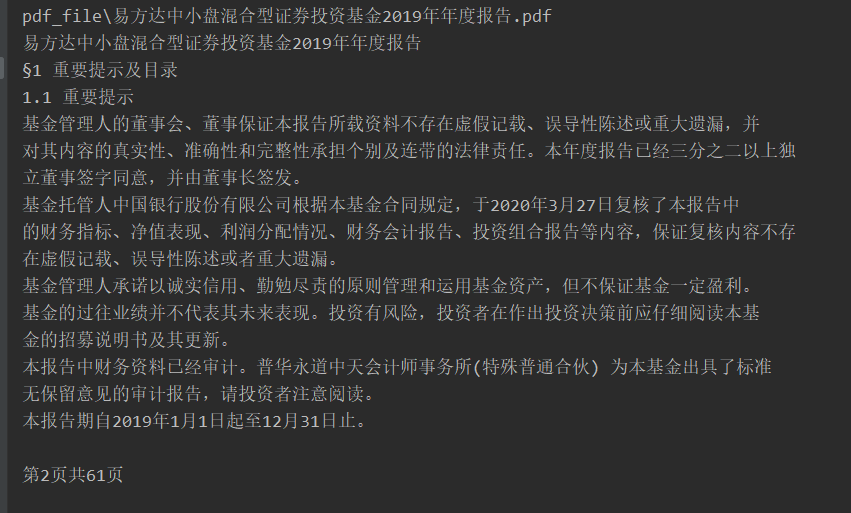 pdf_file\易方达中小盘混合型证券投资基金2019年年度报告.pdf
易方达中小盘混合型证券投资基金2019年年度报告
§1 重要提示及目录
1.1 重要提示
基金管理人的董事会、董事保证本报告所载资料不存在虚假记载、误导性陈述或重大遗漏，并
对其内容的真实性、准确性和完整性承担个别及连带的法律责任。本年度报告已经三分之二以上独
立董事签字同意，并由董事长签发。
基金托管人中国银行股份有限公司根据本基金合同规定，于2020年3月27日复核了本报告中
的财务指标、净值表现、利润分配情况、财务会计报告、投资组合报告等内容，保证复核内容不存
在虚假记载、误导性陈述或者重大遗漏。
基金管理人承诺以诚实信用、勤勉尽责的原则管理和运用基金资产，但不保证基金一定盈利。
基金的过往业绩并不代表其未来表现。投资有风险，投资者在作出投资决策前应仔细阅读本基
金的招募说明书及其更新。
本报告中财务资料已经审计。普华永道中天会计师事务所(特殊普通合伙) 为本基金出具了标准
无保留意见的审计报告，请投资者注意阅读。
本报告期自2019年1月1日起至12月31日止。
第2页共61页